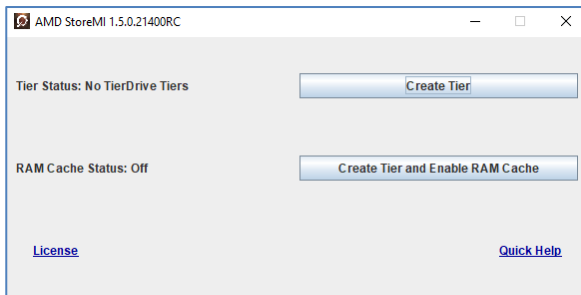 AMD StoreMI 1.5.0.21400RC
Tier Status: No TierDrive Tiers
Create Tier
RAM Cache Status: Off
Create Tier and Enable RAM Cache
License
Quick Help